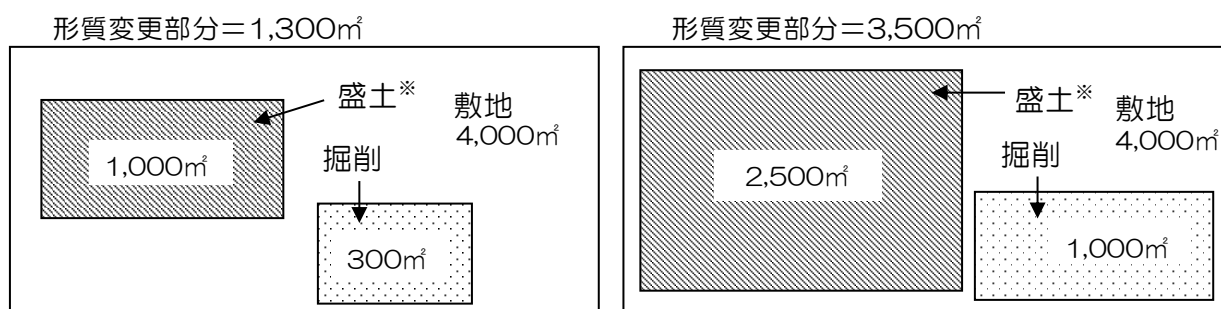 形質変更部分＝1,300㎡
盛土※
敷地
4,000㎡
1,000㎡
掘削
300㎡
形質変更部分＝3,500㎡
盛土※
敷地
4,000㎡
掘削
2,500㎡
1,000㎡